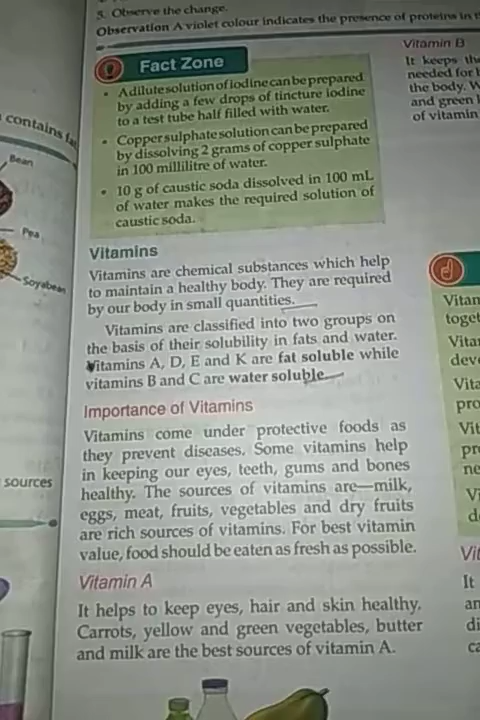 5. Observe the change.
Observation A violet colour indicates the presence of proteins in
Fact Zone
• A dilute solution of iodine can be prepared
by adding a few drops of tincture iodine
to a test tube half filled with water.
• Copper sulphate solution can be prepared
by dissolving 2 grams of copper sulphate
in 100 millilitre of water.
• 10 g of caustic soda dissolved in 100 mL
of water makes the required solution of
caustic soda.
Vitamins
Vitamins are chemical substances which help
to maintain a healthy body. They are required
by our body in small quantities.
Vitamins are classified into two groups on
the basis of their solubility in fats and water.
Vitamins A, D, E and K are fat soluble while
vitamins B and C are water soluble.
Importance of Vitamins
Vitamins come under protective foods as
they prevent diseases. Some vitamins help
in keeping our eyes, teeth, gums and bones
healthy. The sources of vitamins are—milk,
eggs, meat, fruits, vegetables and dry fruits
are rich sources of vitamins. For best vitamin
value, food should be eaten as fresh as possible.
Vitamin A
It helps to keep eyes, hair and skin healthy.
Carrots, yellow and green vegetables, butter
and milk are the best sources of vitamin A.
contains
Bean
Pea
Soyabean
sources
Vitamin B
It keeps
needed for
the body.
and green
of vitamin
It